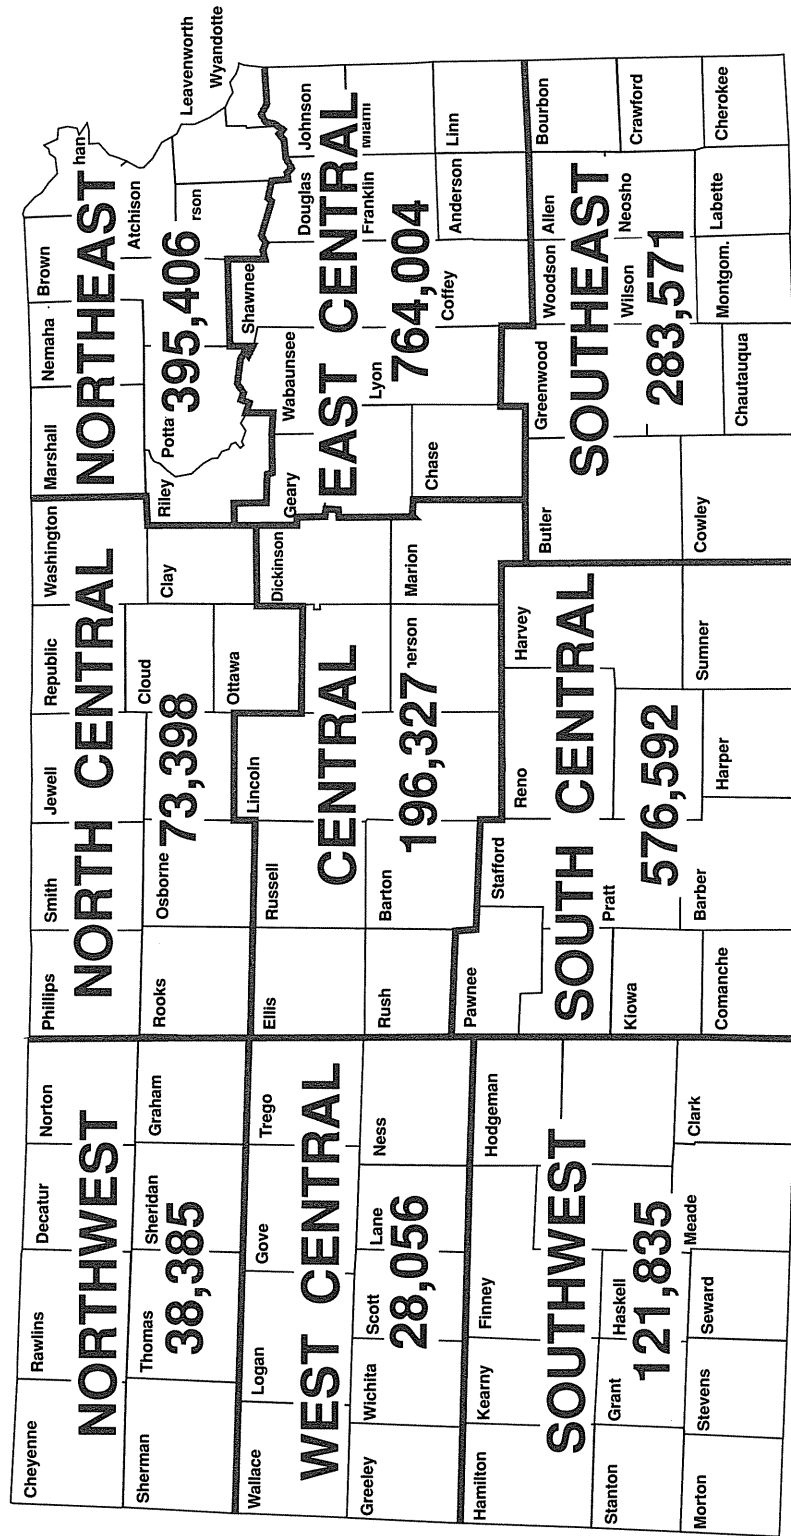 Cheyenne Rawlins Decatur Norton Phillips Smith Jewell Republic Washington Marshall Nemaha Brown han
NORTHWEST NORTH CENTRAL NORTHEAST
Sherman Thomas Sheridan Graham Rooks Osborne Cloud Clay Riley Potta Atchison Leavenworth
38,385 73,398 395,406 rson Wyandotte
Wallace Logan Gove Trego Ellis Russell Lincoln Ottawa Dickinson Geary Wabaunsee Shawnee Douglas Johnson
WEST CENTRAL CENTRAL EAST CENTRAL
Greeley Wichita Scott Lane Ness Rush Barton erson Marion Chase Lyon Franklin Miami
28,056 196,327 764,004
Coffey Anderson Linn
Hamilton Kearny Finney Hodgeman Pawnee Stafford Reno Harvey Butler Greenwood Woodson Allen Bourbon
SOUTHWEST SOUTH CENTRAL SOUTHEAST
Stanton Grant Haskell Kiowa Pratt Wilson Neosho Crawford
121,835 576,592 283,571
Morton Stevens Seward Meade Clark Comanche Barber Harper Sumner Cowley Chautauqua Montgom. Labette Cherokee